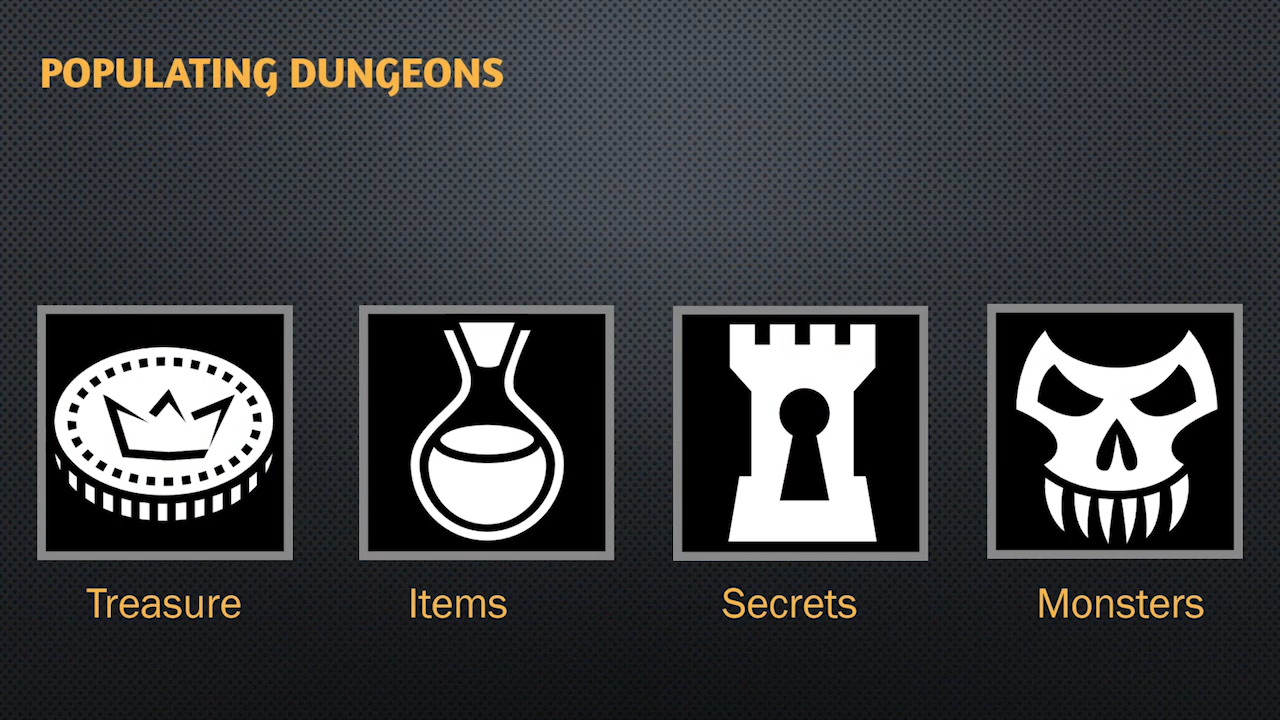 POPULATING DUNGEONS
Treasure
Items
Secrets
Monsters